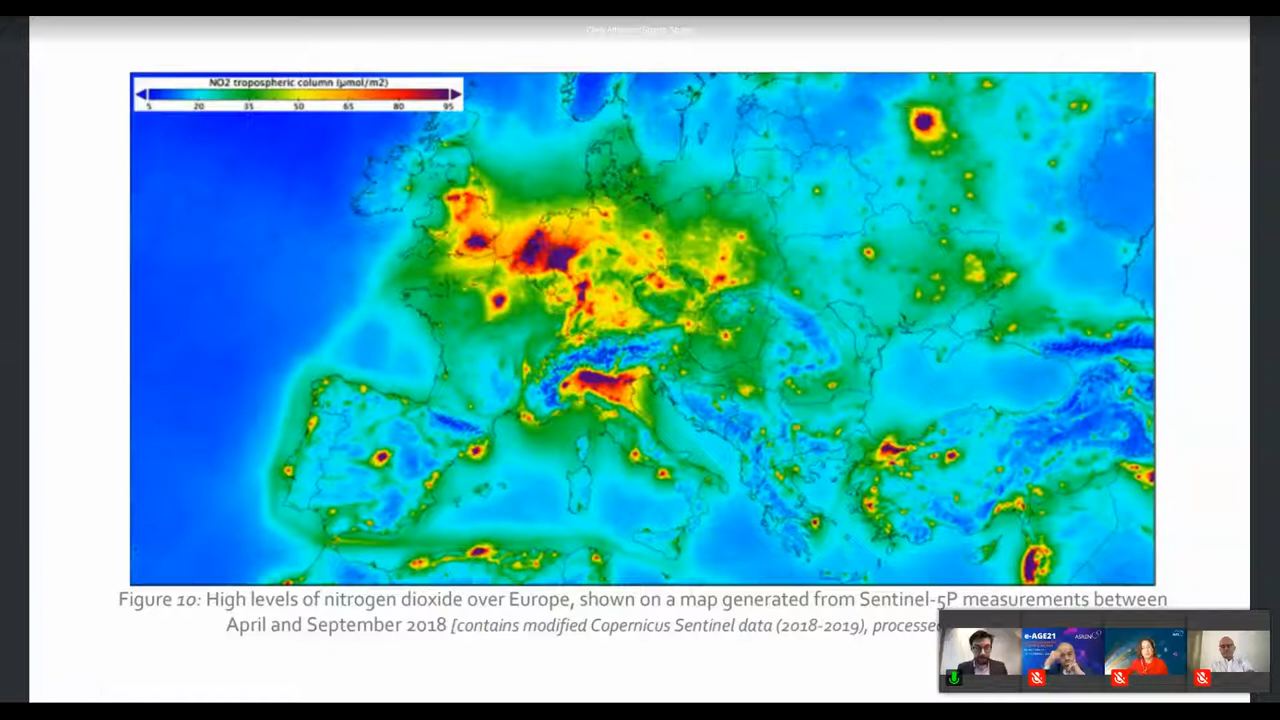 NO2 tropospheric column (µmol/m2)
5 20 35 50 65 80 95
Figure 10: High levels of nitrogen dioxide over Europe, shown on a map generated from Sentinel-5P measurements between
April and September 2018 [contains modified Copernicus Sentinel data (2018-2019), processed
e-AGE21